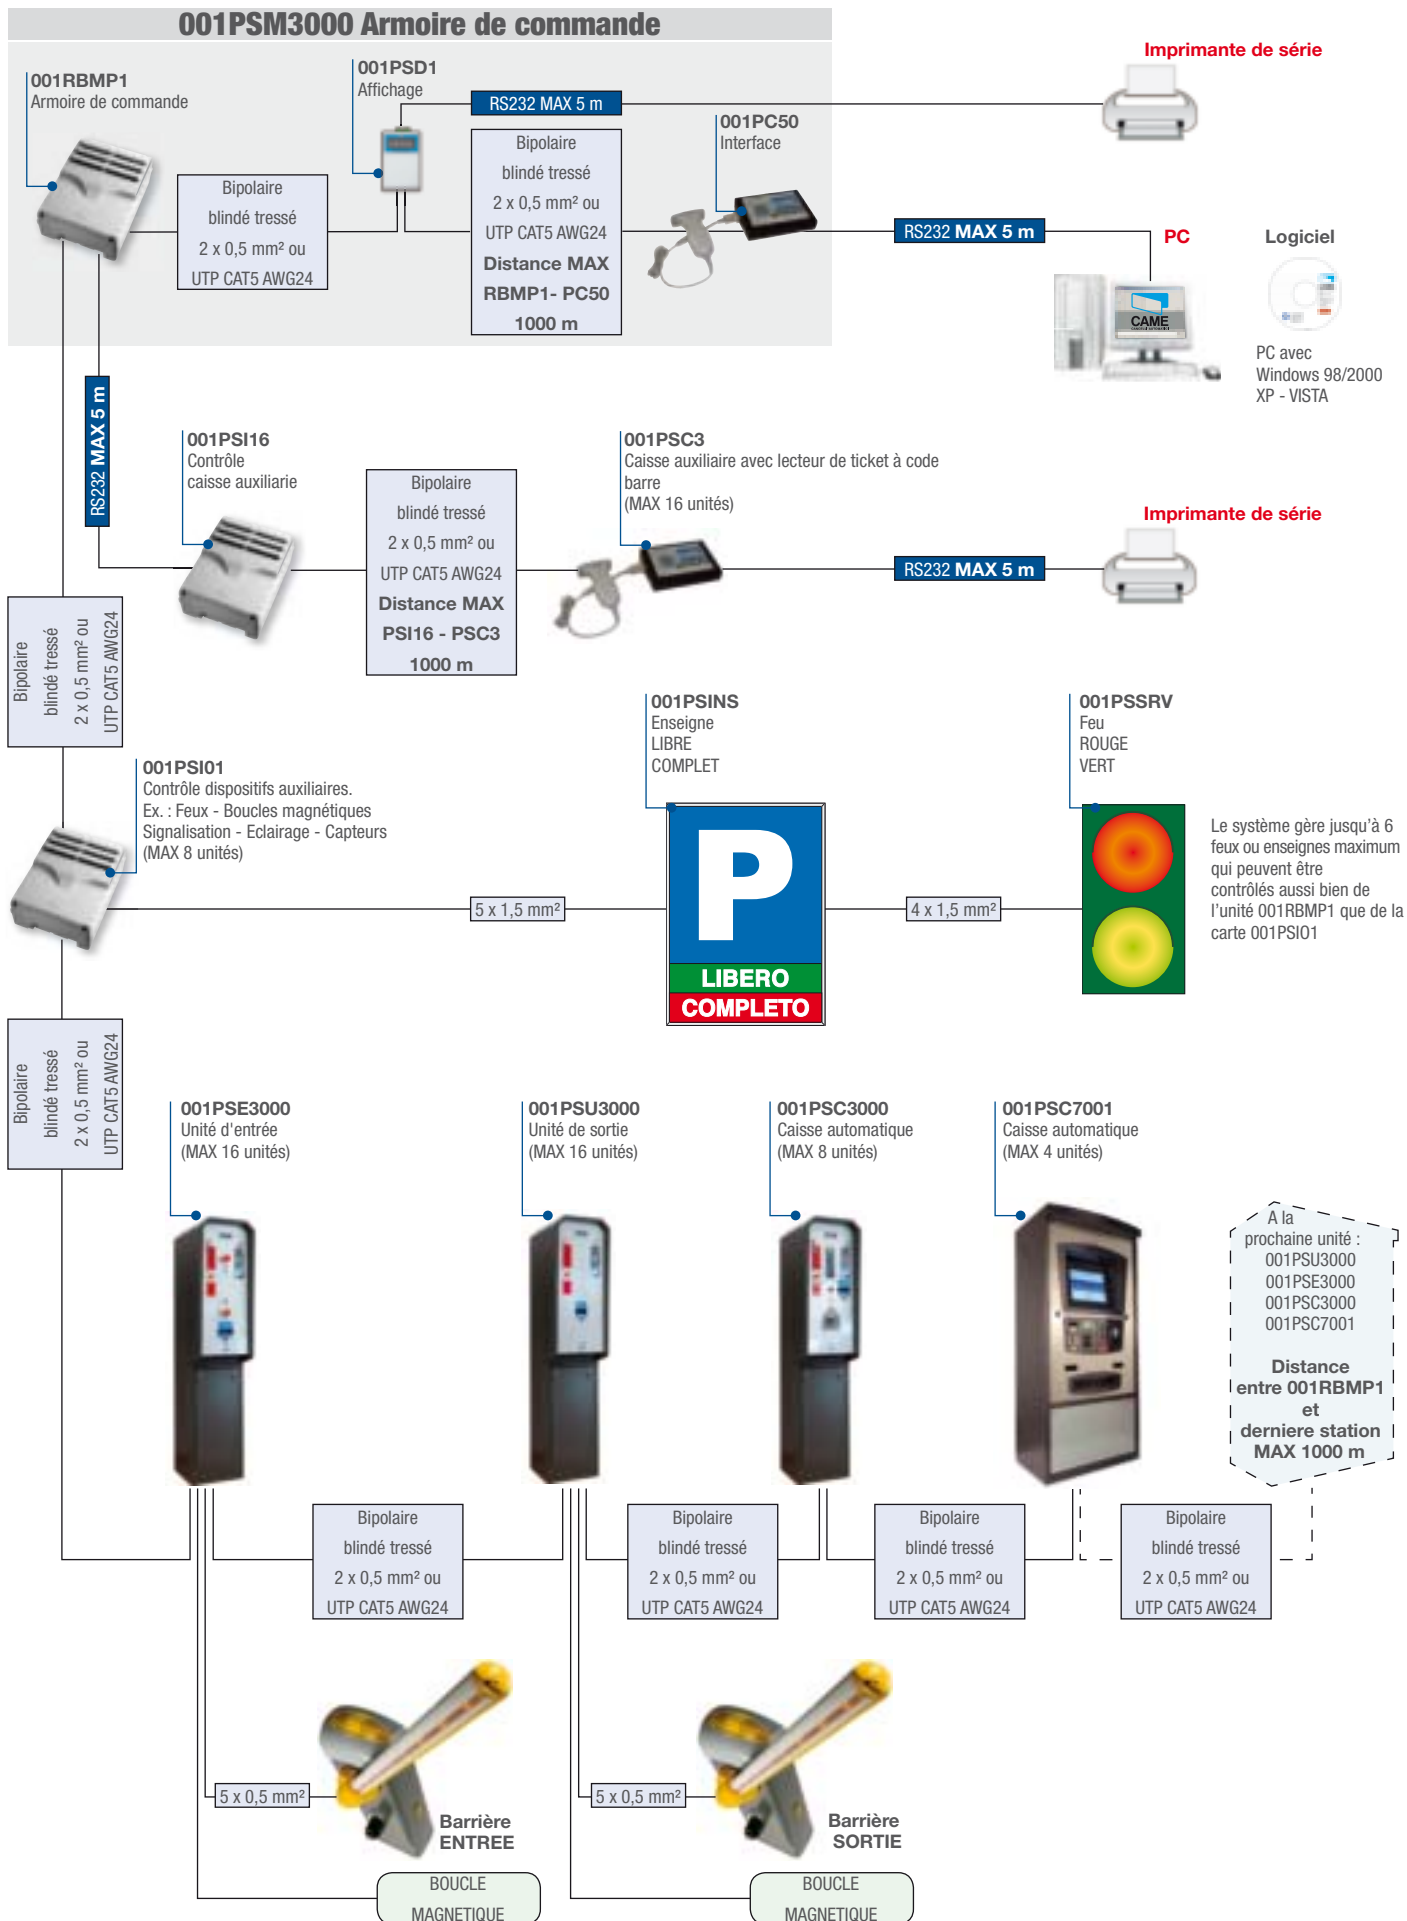 001PSM3000 Armoire de commande
001RBMP1
Armoire de commande
001PSD1
Affichage
RS232 MAX 5 m
Imprimante de série
001PC50
Interface
Bipolaire
blindé tressé
2 x 0,5 mm² ou
UTP CAT5 AWG24
Bipolaire
blindé tressé
2 x 0,5 mm² ou
UTP CAT5 AWG24
Distance MAX
RBMP1- PC50
1000 m
RS232 MAX 5 m
PC
Logiciel
CAME
PC avec
Windows 98/2000
XP - VISTA
RS232 MAX 5 m
001PSI16
Contrôle
caisse auxiliarie
Bipolaire
blindé tressé
2 x 0,5 mm² ou
UTP CAT5 AWG24
Distance MAX
PSI16 - PSC3
1000 m
001PSC3
Caisse auxiliaire avec lecteur de ticket à code
barre
(MAX 16 unités)
RS232 MAX 5 m
Imprimante de série
Bipolaire
blindé tressé
2 x 0,5 mm² ou
UTP CAT5 AWG24
001PSI01
Contrôle dispositifs auxiliaires.
Ex. : Feux - Boucles magnétiques
Signalisation - Eclairage - Capteurs
(MAX 8 unités)
001PSINS
Enseigne
LIBRE
COMPLET
001PSSRV
Feu
ROUGE
VERT
5 x 1,5 mm²
P
LIBERO
COMPLETO
4 x 1,5 mm²
Le système gère jusqu'à 6
feux ou enseignes maximum
qui peuvent être
contrôlés aussi bien de
l'unité 001RBMP1 que de la
carte 001PSIO1
Bipolaire
blindé tressé
2 x 0,5 mm² ou
UTP CAT5 AWG24
001PSE3000
Unité d'entrée
(MAX 16 unités)
001PSU3000
Unité de sortie
(MAX 16 unités)
001PSC3000
Caisse automatique
(MAX 8 unités)
001PSC7001
Caisse automatique
(MAX 4 unités)
A la
prochaine unité :
001PSU3000
001PSE3000
001PSC3000
001PSC7001
Distance
entre 001RBMP1
et
derniere station
MAX 1000 m
Bipolaire
blindé tressé
2 x 0,5 mm² ou
UTP CAT5 AWG24
Bipolaire
blindé tressé
2 x 0,5 mm² ou
UTP CAT5 AWG24
Bipolaire
blindé tressé
2 x 0,5 mm² ou
UTP CAT5 AWG24
Bipolaire
blindé tressé
2 x 0,5 mm² ou
UTP CAT5 AWG24
5 x 0,5 mm²
Barrière
ENTREE
5 x 0,5 mm²
Barrière
SORTIE
BOUCLE
MAGNETIQUE
BOUCLE
MAGNETIQUE